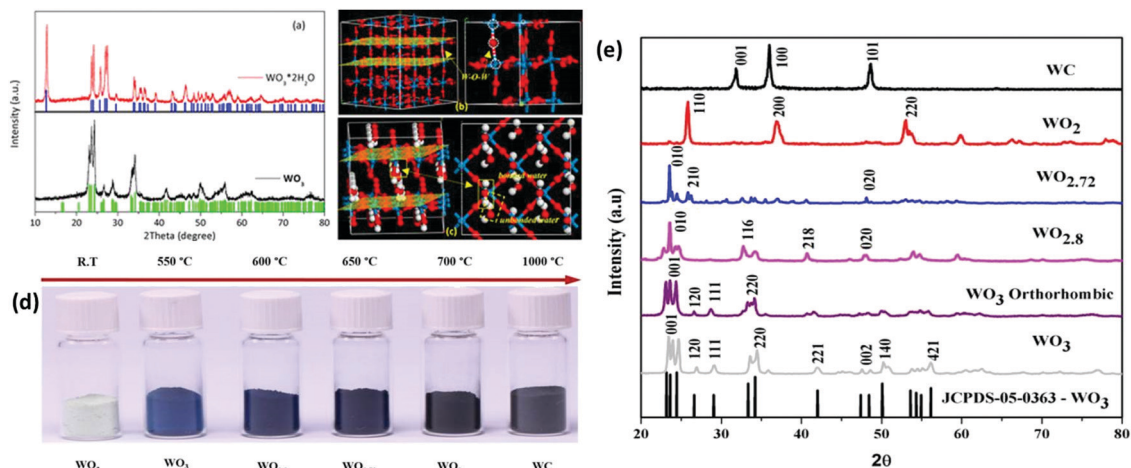 (a)
WO₃*2H₂O
WO₃
Intensity (a.u.)
10 20 30 40 50 60 70 80
2Theta (degree)
W-O-W
(b)
bonded water
unbonded water
(c)
(d)
R.T 550 °C 600 °C 650 °C 700 °C 1000 °C
WO₃
(e)
Intensity (a.u)
001 100 101
WC
110 200 220
WO₂
010 210 020
WO₂.₇₂
010 116 218 020
WO₂.₈
001 120 111 220
WO₃ Orthorhombic
001 120 111 220 221 002 140 421
WO₃
JCPDS-05-0363 - WO₃
20 30 40 50 60 70 80
2θ